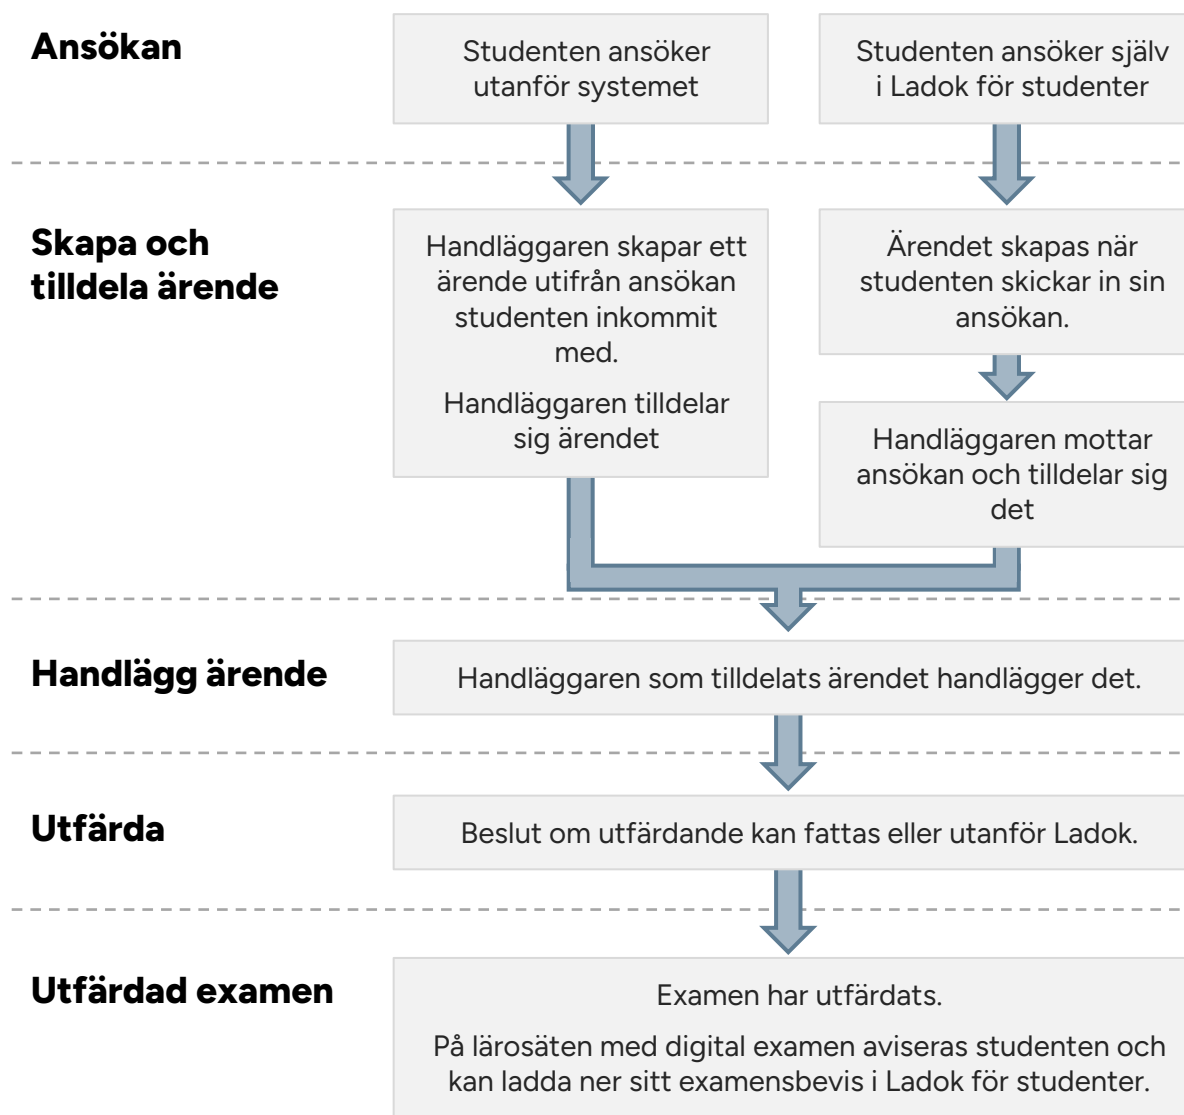 Ansökan
Studenten ansöker
utanför systemet
Studenten ansöker själv
i Ladok för studenter
Skapa och
tilldela ärende
Handläggaren skapar ett
ärende utifrån ansökan
studenten inkommit
med.
Handläggaren tilldelar
sig ärendet
Ärendet skapas när
studenten skickar in sin
ansökan.
Handläggaren mottar
ansökan och tilldelar sig
det
Handlägg ärende
Handläggaren som tilldelats ärendet handlägger det.
Utfärda
Beslut om utfärdande kan fattas eller utanför Ladok.
Utfärdad examen
Examen har utfärdats.
På lärosäten med digital examen aviseras studenten och
kan ladda ner sitt examensbevis i Ladok för studenter.